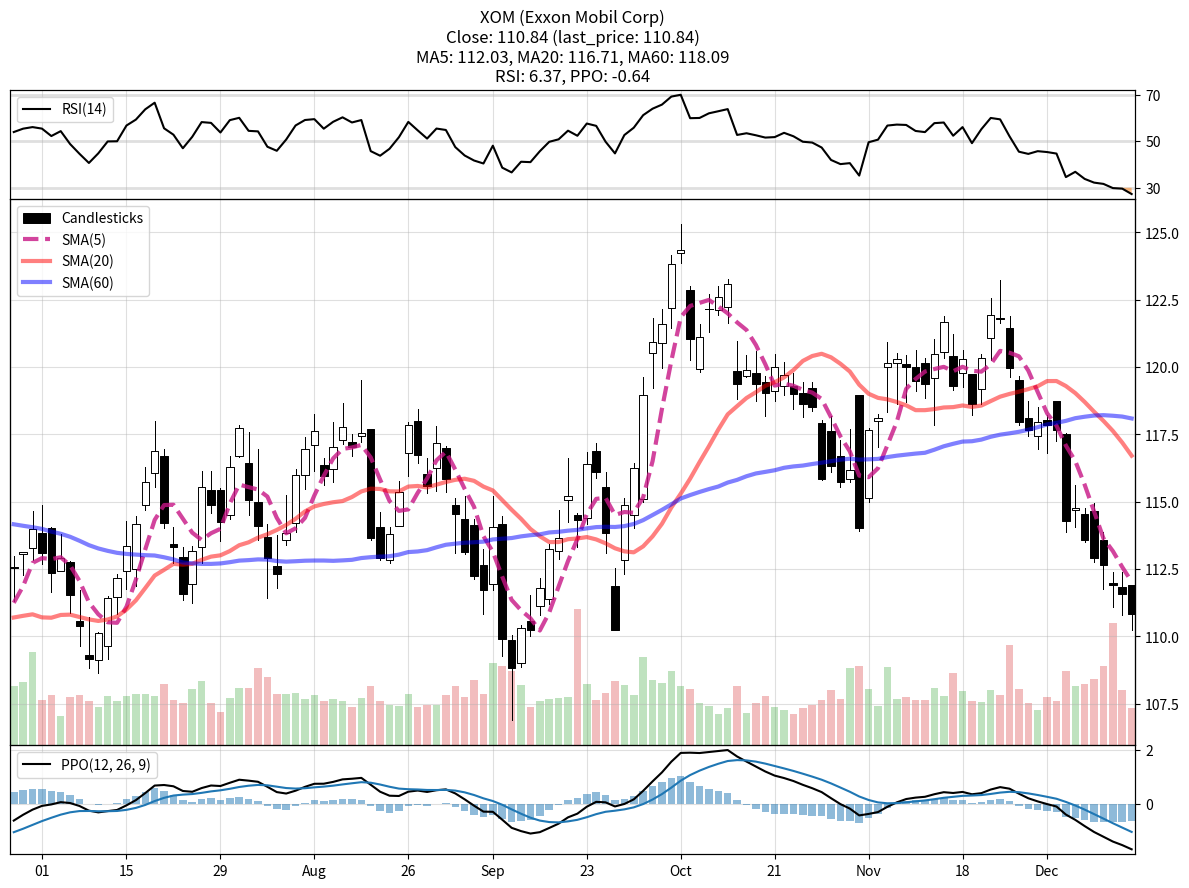 XOM (Exxon Mobil Corp)
Close: 110.84 (last_price: 110.84)
MA5: 112.03, MA20: 116.71, MA60: 118.09
RSI: 6.37, PPO: -0.64
RSI(14)
70
50
30
Candlesticks
SMA(5)
SMA(20)
SMA(60)
125.0
122.5
120.0
117.5
115.0
112.5
110.0
107.5
PPO(12, 26, 9)
2
0
01 15 29 Aug 26 Sep 23 Oct 21 Nov 18 Dec